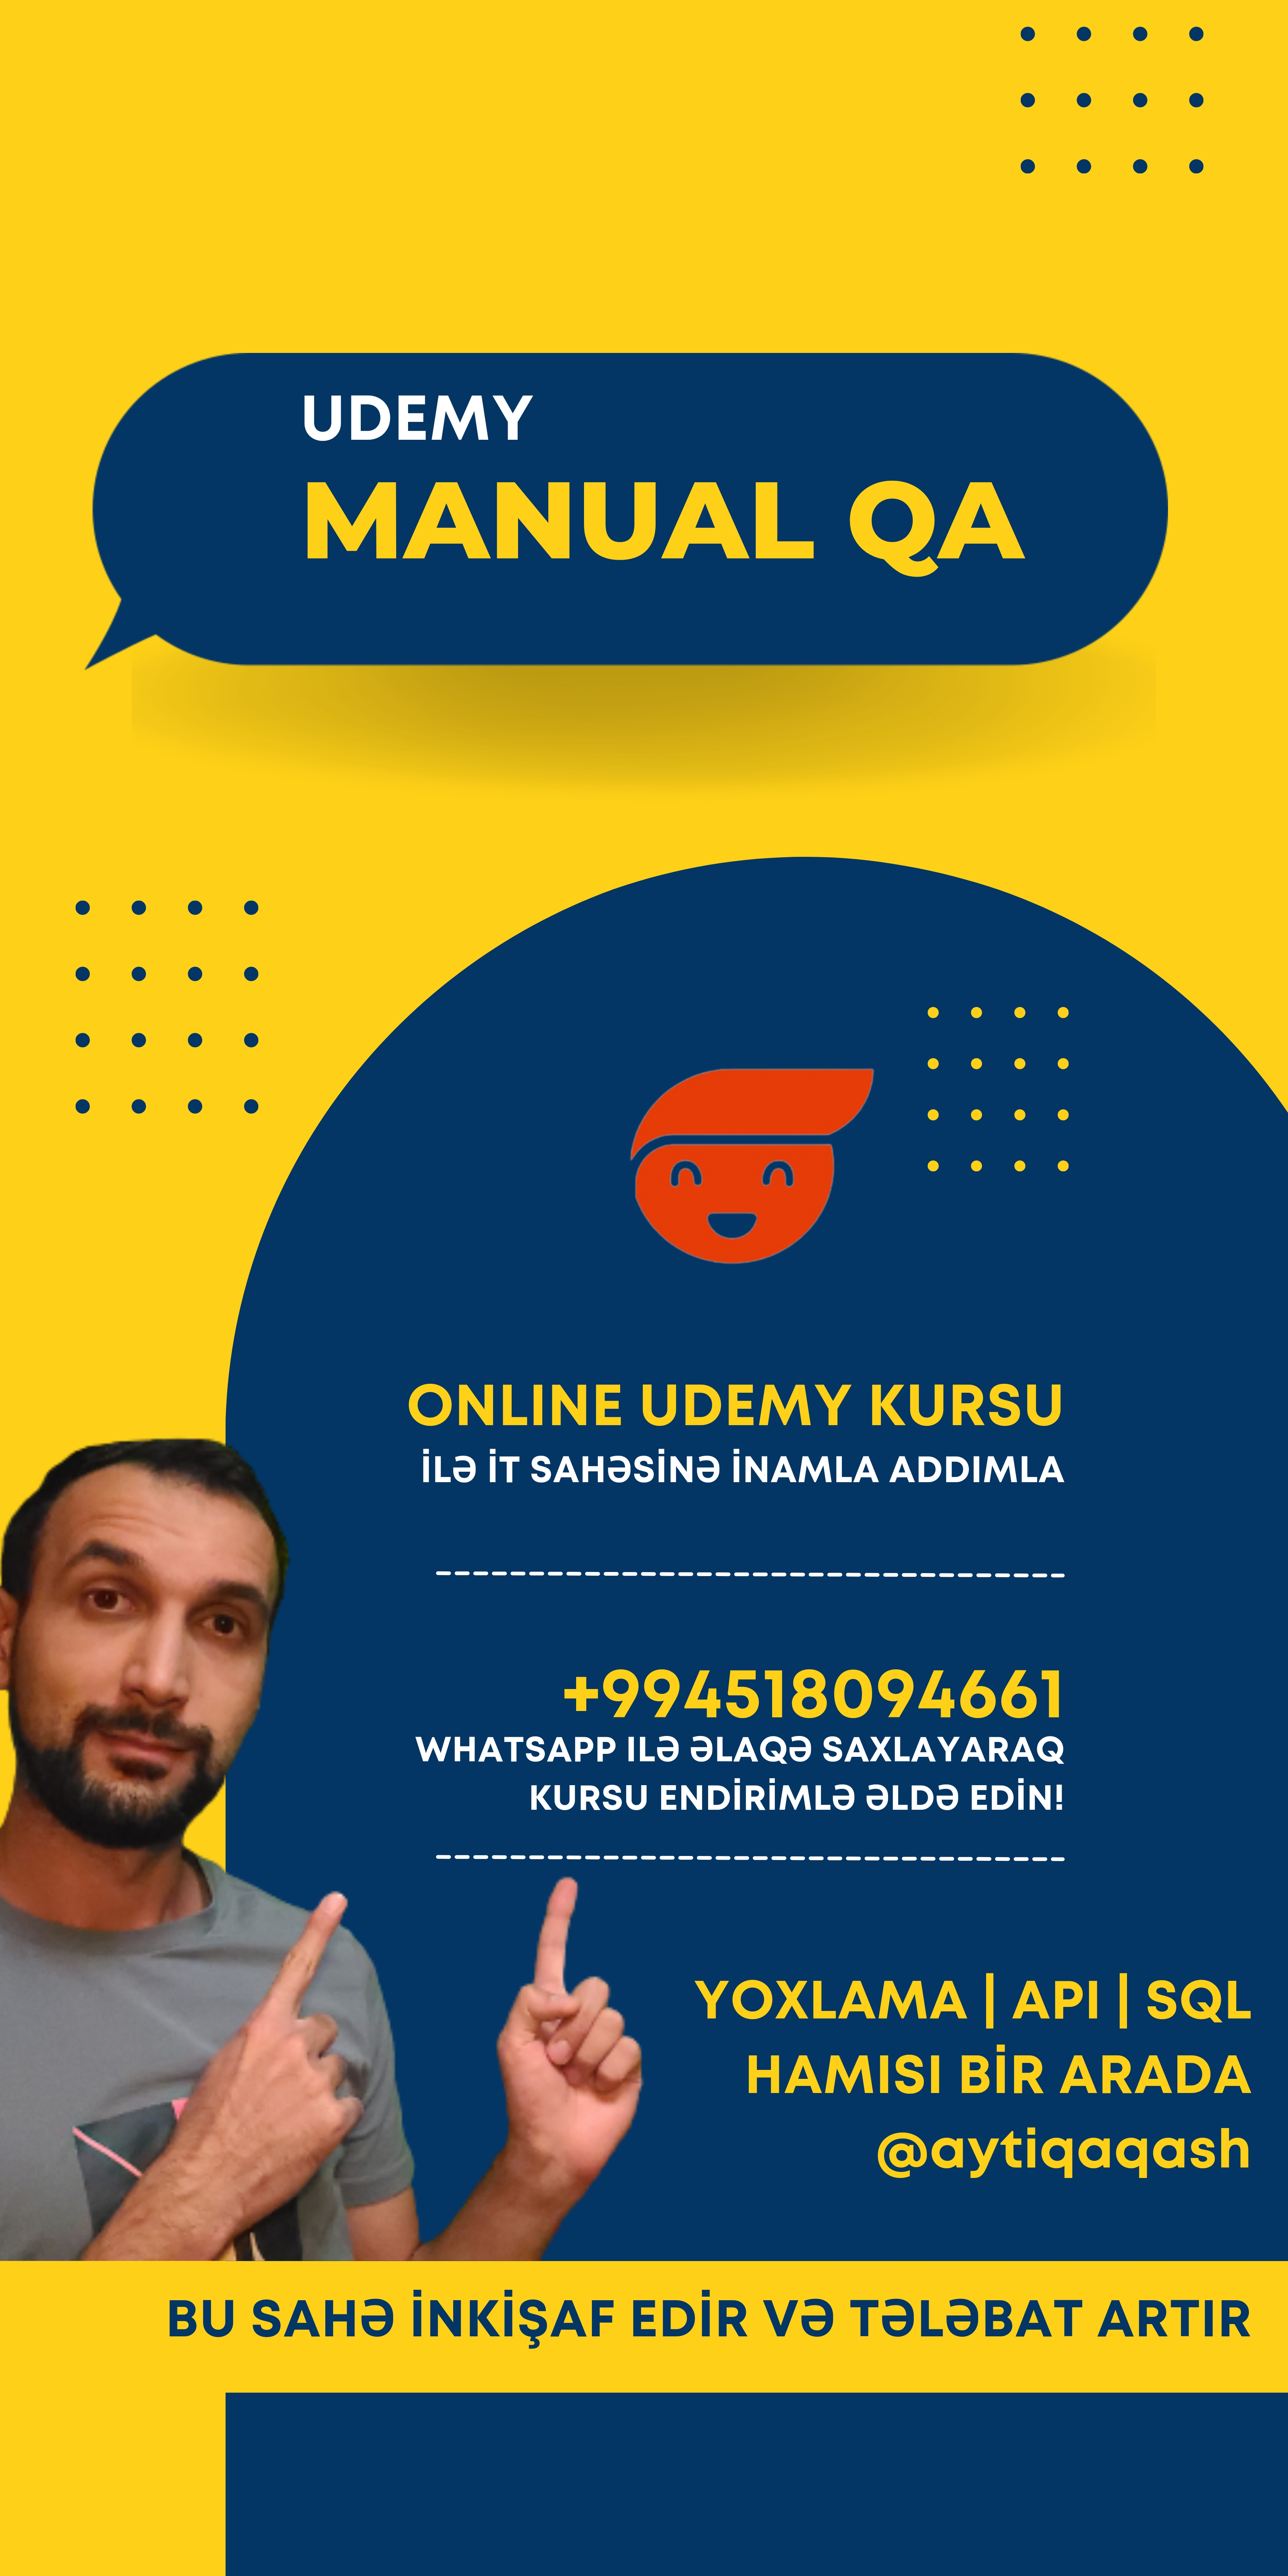 UDEMY
MANUAL QA
ONLINE UDEMY KURSU
İLƏ İT SAHƏSİNƏ İNAMLA ADDIMLA
+994518094661
WHATSAPP ILƏ ƏLAQƏ SAXLAYARAQ
KURSU ENDİRİMLƏ ƏLDƏ EDİN!
YOXLAMA | API | SQL
HAMISI BİR ARADA
@aytiqaqash
BU SAHƏ İNKİŞAF EDİR VƏ TƏLƏBAT ARTIR